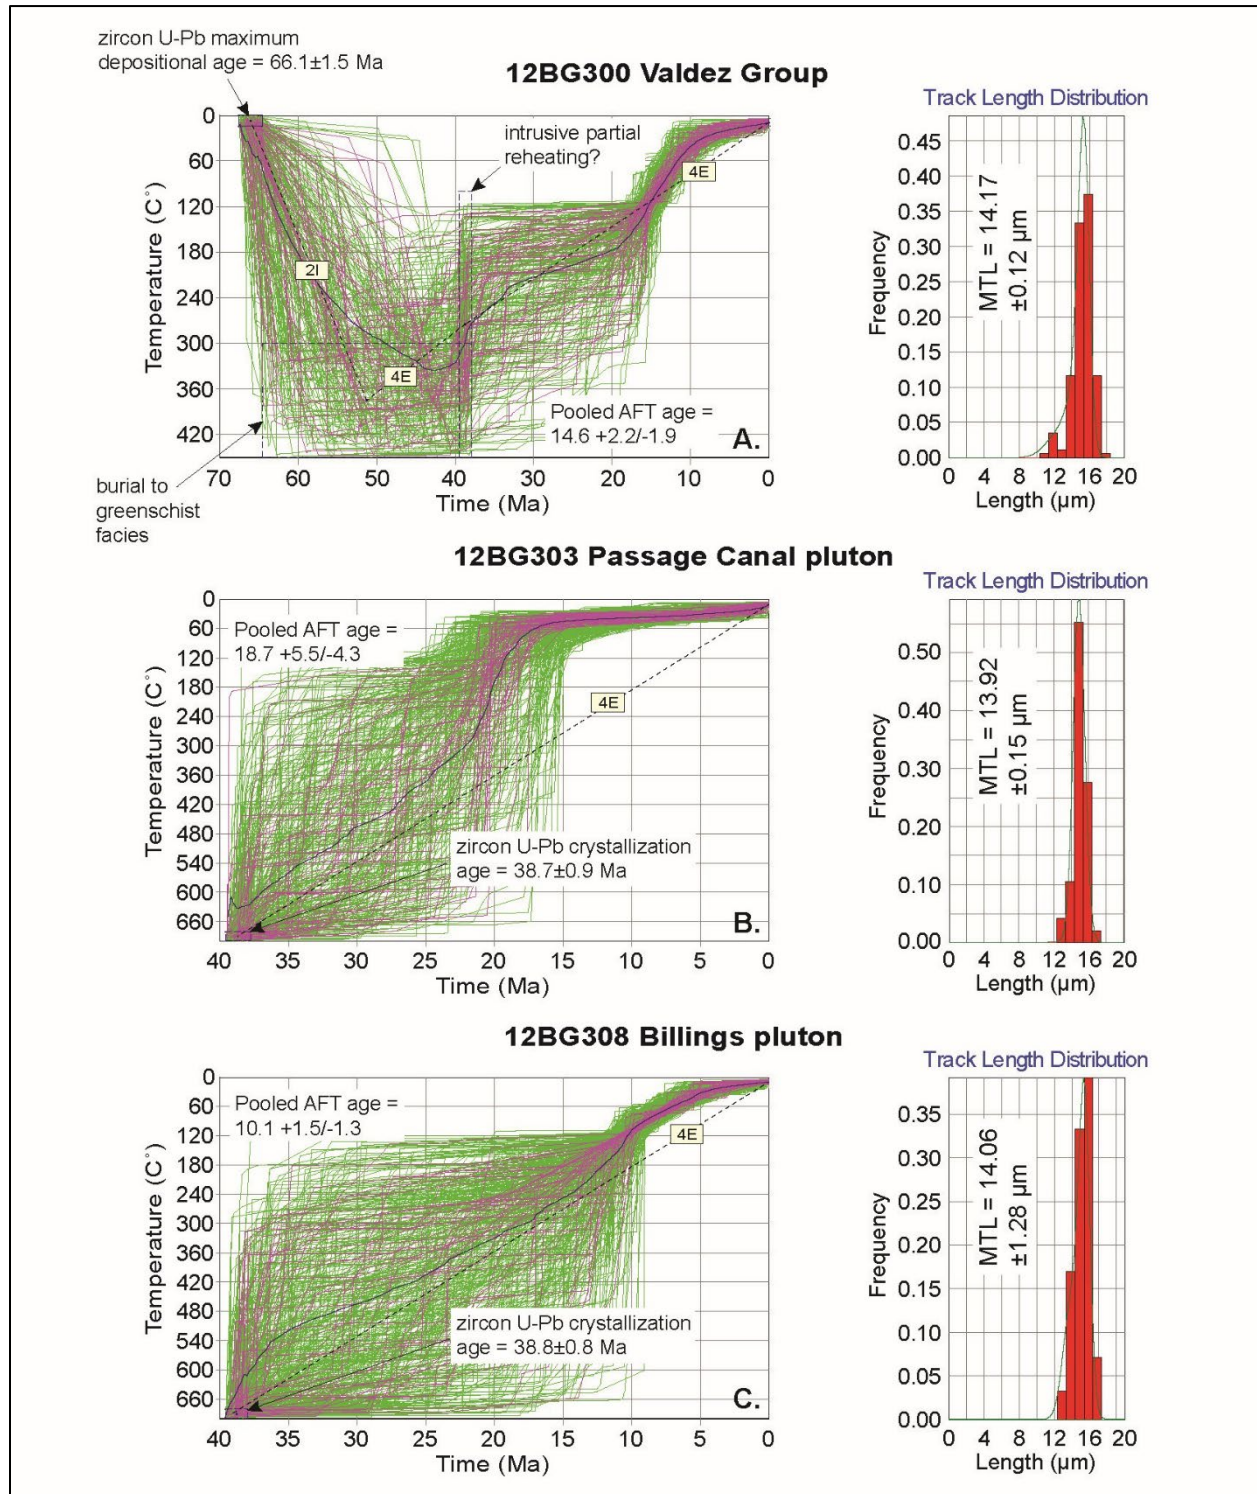 zircon U-Pb maximum
depositional age = 66.1±1.5 Ma
12BG300 Valdez Group
Track Length Distribution
intrusive partial
reheating?
0
60
120
180
240
300
360
420
Temperature (C˚)
2I
4E
4E
Pooled AFT age =
14.6 +2.2/-1.9
A.
70
60
50
40
30
20
10
0
Time (Ma)
burial to
greenschist
facies
0.45
0.40
0.35
0.30
0.25
0.20
0.15
0.10
0.05
0.00
Frequency
MTL = 14.17
±0.12 µm
0
4
8
12
16
20
Length (µm)
12BG303 Passage Canal pluton
Track Length Distribution
0
60
120
180
240
300
360
420
480
540
600
660
Temperature (C˚)
Pooled AFT age =
18.7 +5.5/-4.3
4E
zircon U-Pb crystallization
age = 38.7±0.9 Ma
B.
40
35
30
25
20
15
10
5
0
Time (Ma)
0.50
0.40
0.30
0.20
0.10
0.00
Frequency
MTL = 13.92
±0.15 µm
0
4
8
12
16
20
Length (µm)
12BG308 Billings pluton
Track Length Distribution
0
60
120
180
240
300
360
420
480
540
600
660
Temperature (C˚)
Pooled AFT age =
10.1 +1.5/-1.3
4E
zircon U-Pb crystallization
age = 38.8±0.8 Ma
C.
40
35
30
25
20
15
10
5
0
Time (Ma)
0.35
0.30
0.25
0.20
0.15
0.10
0.05
0.00
Frequency
MTL = 14.06
±1.28 µm
0
4
8
12
16
20
Length (µm)